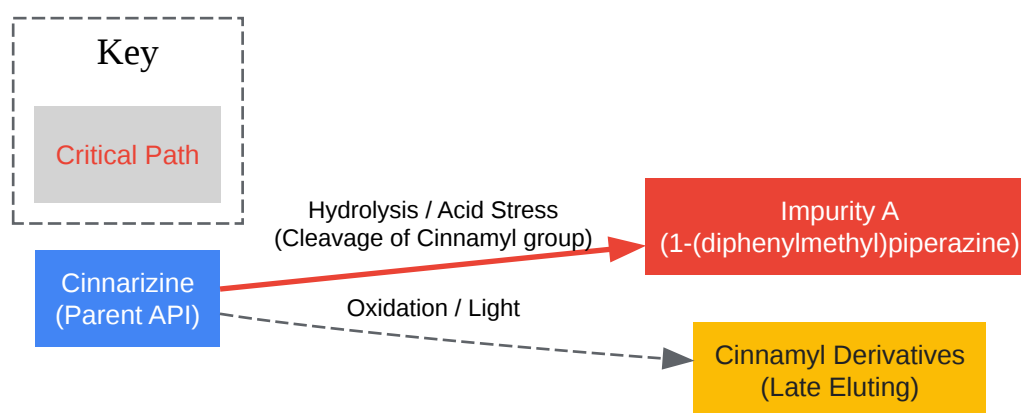 Key
Critical Path
Hydrolysis / Acid Stress
(Cleavage of Cinnamyl group)
Impurity A
(1-(diphenylmethyl)piperazine)
Cinnarizine
(Parent API)
Oxidation / Light
Cinnamyl Derivatives
(Late Eluting)